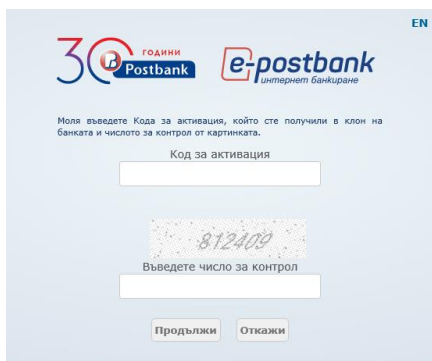 EN
30 ГОДИНИ
Postbank
e-postbank
интернет банкиране
Моля въведете Кода за активация, който сте получили в клон на
банката и числото за контрол от картинката.
Код за активация
812409
Въведете число за контрол
Продължи Откажи